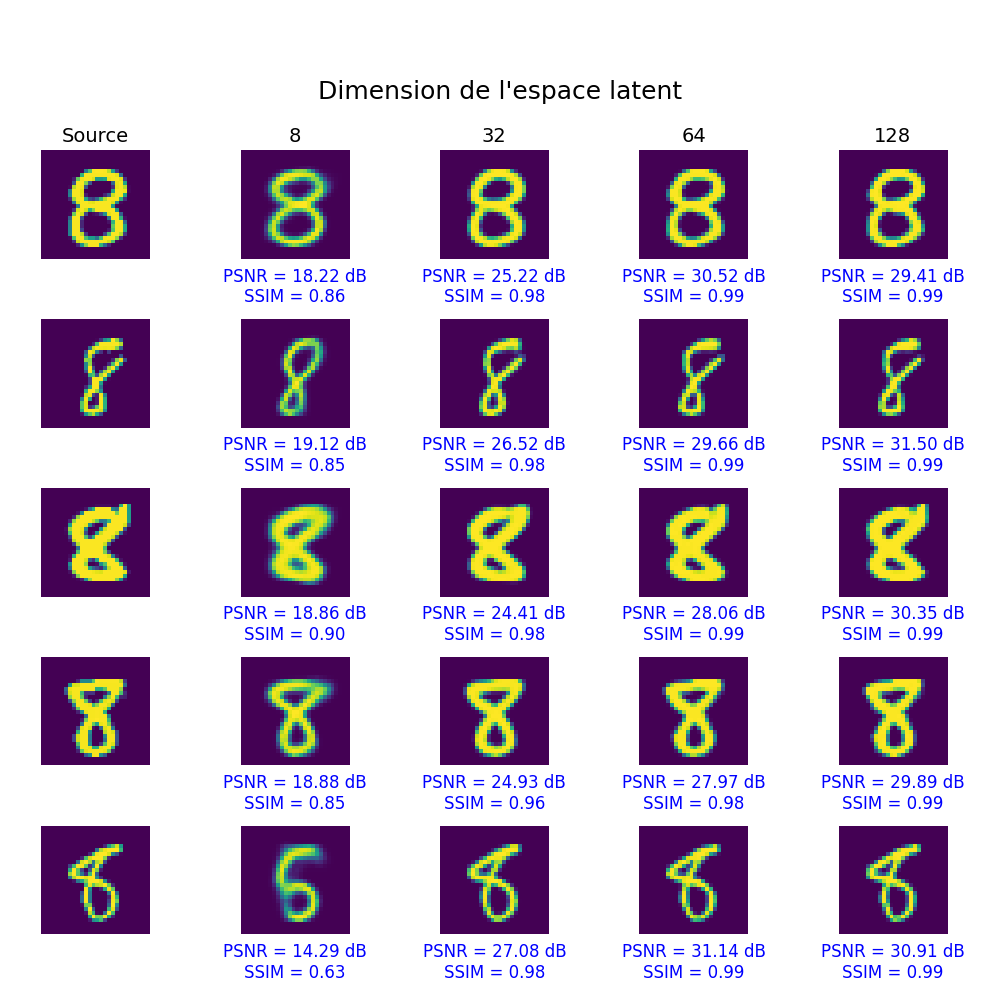 Dimension de l'espace latent
Source 8 32 64 128
PSNR = 18.22 dB PSNR = 25.22 dB PSNR = 30.52 dB PSNR = 29.41 dB
SSIM = 0.86 SSIM = 0.98 SSIM = 0.99 SSIM = 0.99
PSNR = 19.12 dB PSNR = 26.52 dB PSNR = 29.66 dB PSNR = 31.50 dB
SSIM = 0.85 SSIM = 0.98 SSIM = 0.99 SSIM = 0.99
PSNR = 18.86 dB PSNR = 24.41 dB PSNR = 28.06 dB PSNR = 30.35 dB
SSIM = 0.90 SSIM = 0.98 SSIM = 0.99 SSIM = 0.99
PSNR = 18.88 dB PSNR = 24.93 dB PSNR = 27.97 dB PSNR = 29.89 dB
SSIM = 0.85 SSIM = 0.96 SSIM = 0.98 SSIM = 0.99
PSNR = 14.29 dB PSNR = 27.08 dB PSNR = 31.14 dB PSNR = 30.91 dB
SSIM = 0.63 SSIM = 0.98 SSIM = 0.99 SSIM = 0.99